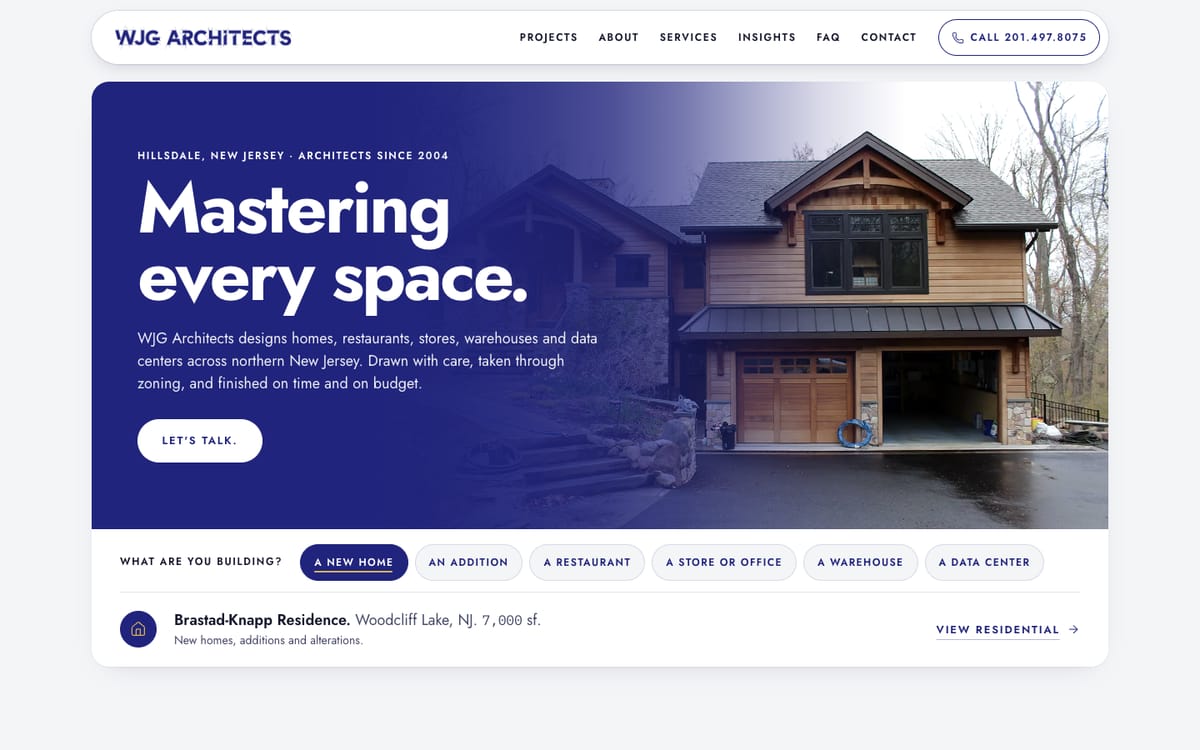 WJG ARCHiTECTS
PROJECTS ABOUT SERVICES INSIGHTS FAQ CONTACT CALL 201.497.8075
HILLSDALE, NEW JERSEY · ARCHITECTS SINCE 2004
Mastering
every space.
WJG Architects designs homes, restaurants, stores, warehouses and data
centers across northern New Jersey. Drawn with care, taken through
zoning, and finished on time and on budget.
LET'S TALK.
WHAT ARE YOU BUILDING? A NEW HOME AN ADDITION A RESTAURANT A STORE OR OFFICE A WAREHOUSE A DATA CENTER
Brastad-Knapp Residence. Woodcliff Lake, NJ. 7,000 sf.
New homes, additions and alterations.
VIEW RESIDENTIAL